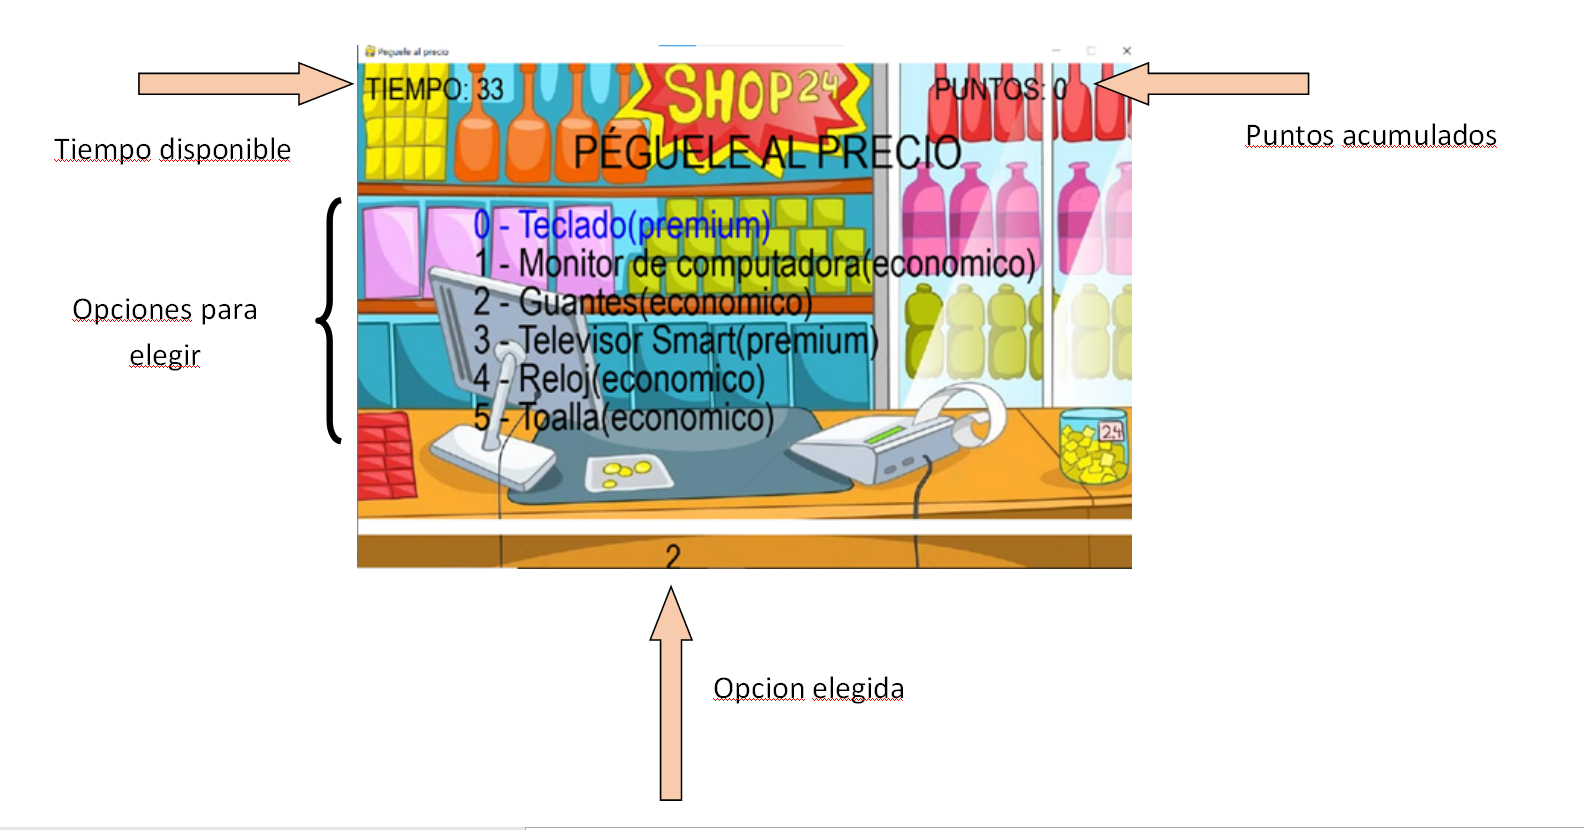 Peguele al precio
TIEMPO: 33
SHOP24
PUNTOS: 0
Tiempo disponible
Puntos acumulados
PÉGUELE AL PRECIO
0 - Teclado(premium)
1 - Monitor de computadora(economico)
2 - Guantes(economico)
3 - Televisor Smart(premium)
4 - Reloj(economico)
5 - Toalla(economico)
Opciones para
elegir
24
2
Opcion elegida